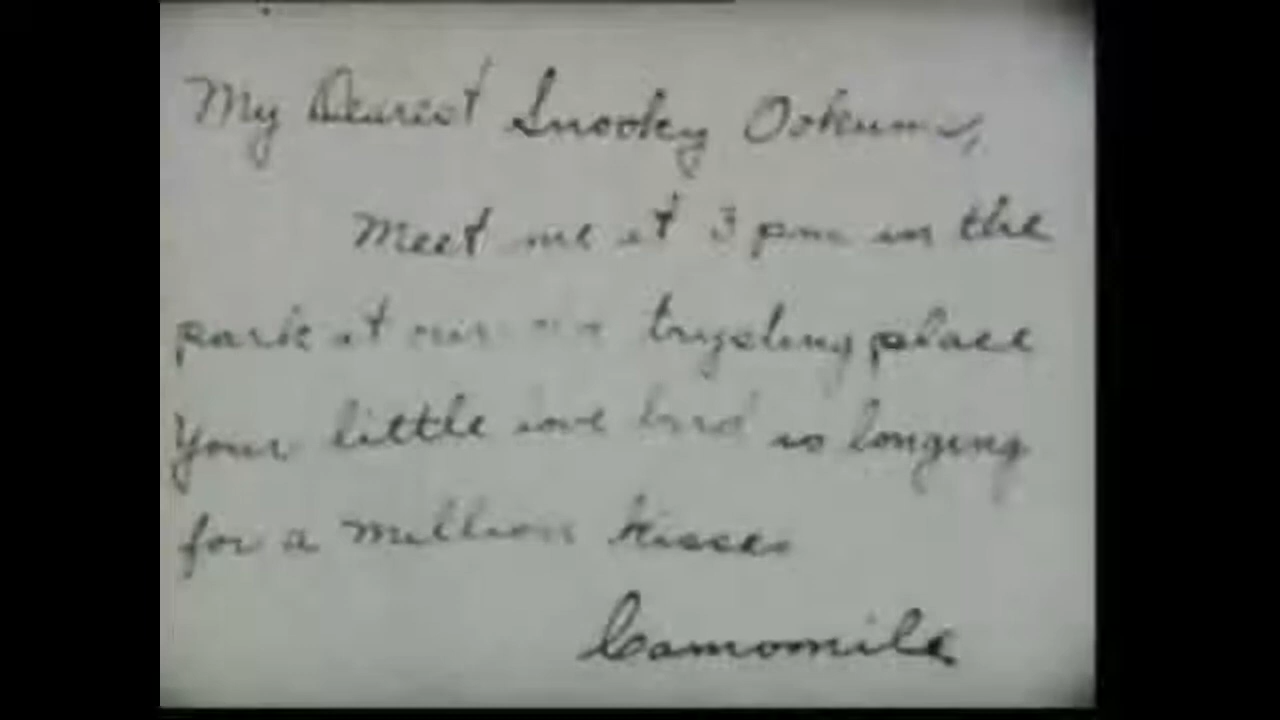 My Dearest Snooky Ookums,
Meet me at 3 pm in the
park at our trysting place
Your little love bird is longing
for a million kisses
Camomile